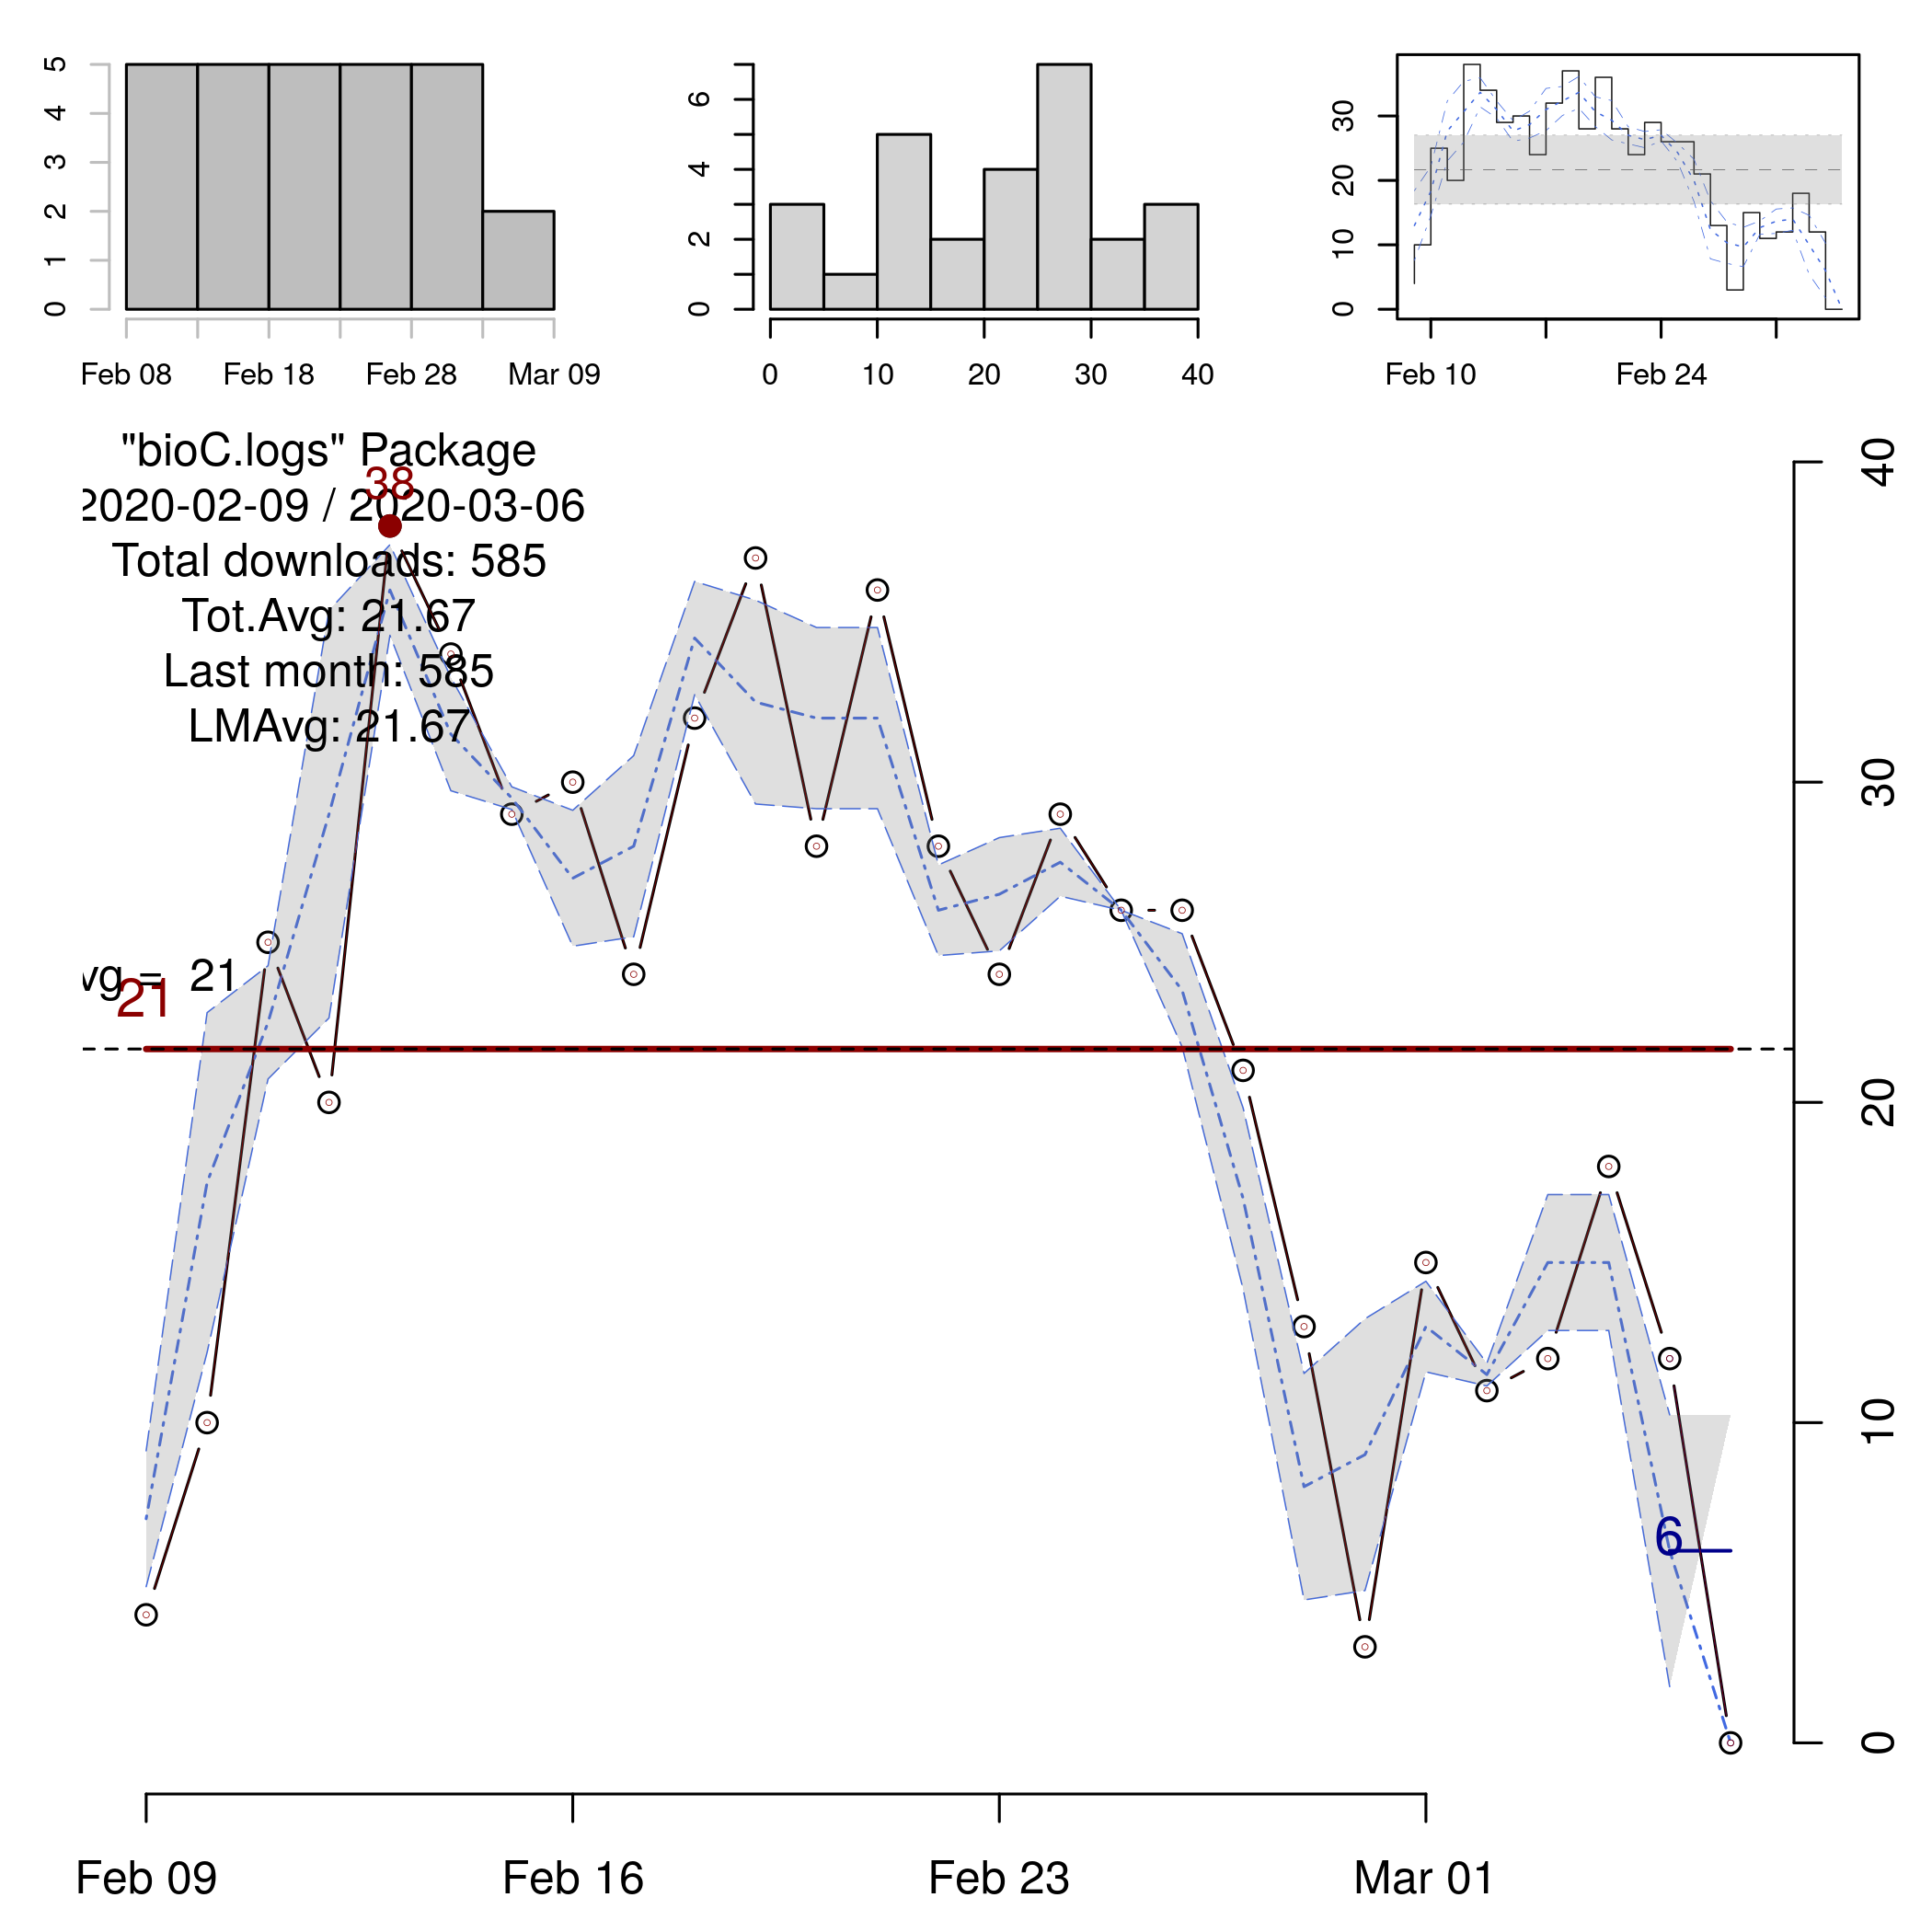 5
4
3
2
1
0
Feb 08 Feb 18 Feb 28 Mar 09
6
4
2
0
0 10 20 30 40
30
20
10
0
Feb 10 Feb 24
"bioC.logs" Package
38
2020-02-09 / 2020-03-06
Total downloads: 585
Tot.Avg: 21.67
Last month: 585
LMAvg: 21.67
vg = 21
21
6
40
30
20
10
0
Feb 09 Feb 16 Feb 23 Mar 01